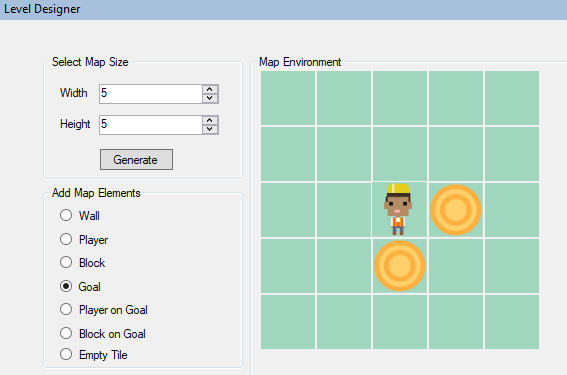 Level Designer
Select Map Size
Width 5
Height 5
Generate
Add Map Elements
Wall
Player
Block
Goal
Player on Goal
Block on Goal
Empty Tile
Map Environment